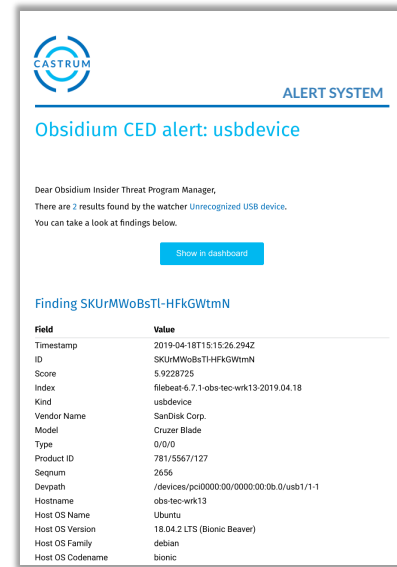 CASTRUM
ALERT SYSTEM
Obsidium CED alert: usbdevice
Dear Obsidium Insider Threat Program Manager,
There are 2 results found by the watcher Unrecognized USB device.
You can take a look at findings below.
Show in dashboard
Finding SKUrMWoBsTl-HFkGWtmN
Field Value
Timestamp 2019-04-18T15:15:26.294Z
ID SKUrMWoBsTl-HFkGWtmN
Score 5.9228725
Index filebeat-6.7.1-obs-tec-wrk13-2019.04.18
Kind usbdevice
Vendor Name SanDisk Corp.
Model Cruzer Blade
Type 0/0/0
Product ID 781/5567/127
Seqnum 2656
Devpath /devices/pci0000:00/0000:00:0b.0/usb1/1-1
Hostname obs-tec-wrk13
Host OS Name Ubuntu
Host OS Version 18.04.2 LTS (Bionic Beaver)
Host OS Family debian
Host OS Codename bionic